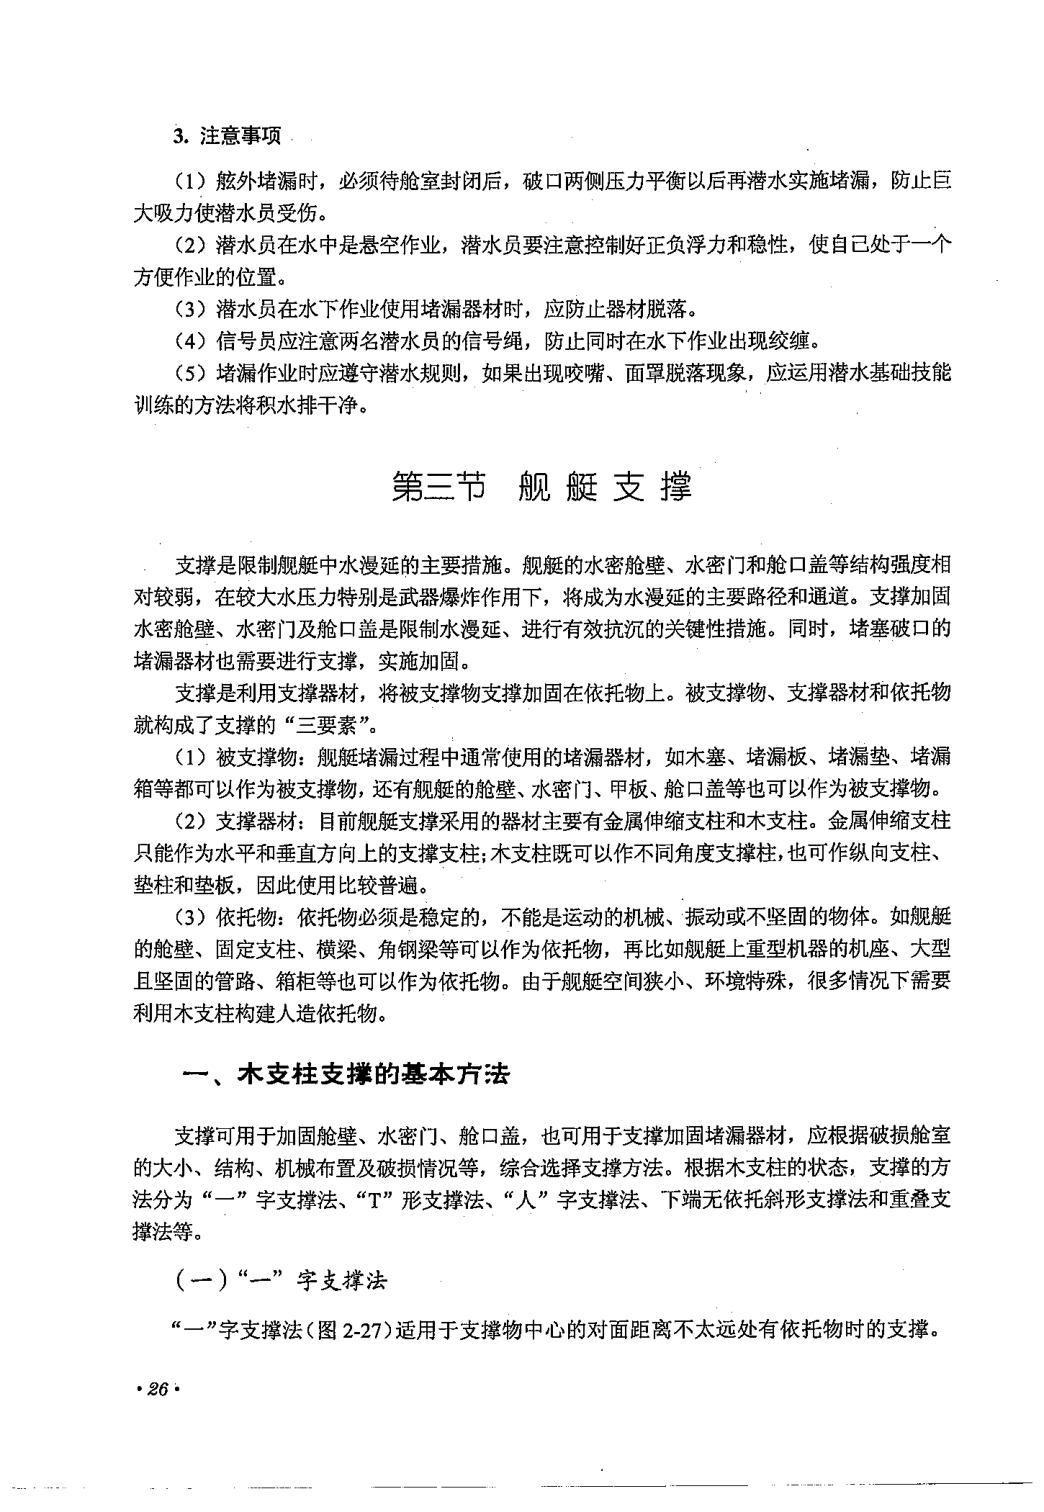 3. 注意事项
（1）舷外堵漏时，必须待舱室封闭后，破口两侧压力平衡以后再潜水实施堵漏，防止巨
大吸力使潜水员受伤。
（2）潜水员在水中是悬空作业，潜水员要注意控制好正负浮力和稳性，使自己处于一个
方便作业的位置。
（3）潜水员在水下作业使用堵漏器材时，应防止器材脱落。
（4）信号员应注意两名潜水员的信号绳，防止同时在水下作业出现绞缠。
（5）堵漏作业时应遵守潜水规则，如果出现咬嘴、面罩脱落现象，应运用潜水基础技能
训练的方法将积水排干净。
第三节 舰艇支撑
支撑是限制舰艇中水漫延的主要措施。舰艇的水密舱壁、水密门和舱口盖等结构强度相
对较弱，在较大水压力特别是武器爆炸作用下，将成为水漫延的主要路径和通道。支撑加固
水密舱壁、水密门及舱口盖是限制水漫延、进行有效抗沉的关键性措施。同时，堵塞破口的
堵漏器材也需要进行支撑，实施加固。
支撑是利用支撑器材，将被支撑物支撑加固在依托物上。被支撑物、支撑器材和依托物
就构成了支撑的“三要素”。
（1）被支撑物：舰艇堵漏过程中通常使用的堵漏器材，如木塞、堵漏板、堵漏垫、堵漏
箱等都可以作为被支撑物，还有舰艇的舱壁、水密门、甲板、舱口盖等也可以作为被支撑物。
（2）支撑器材：目前舰艇支撑采用的器材主要有金属伸缩支柱和木支柱。金属伸缩支柱
只能作为水平和垂直方向上的支撑支柱；木支柱既可以作不同角度支撑柱，也可作纵向支柱、
垫柱和垫板，因此使用比较普遍。
（3）依托物：依托物必须是稳定的，不能是运动的机械、振动或不坚固的物体。如舰艇
的舱壁、固定支柱、横梁、角钢梁等可以作为依托物，再比如舰艇上重型机器的机座、大型
且坚固的管路、箱柜等也可以作为依托物。由于舰艇空间狭小、环境特殊，很多情况下需要
利用木支柱构建人造依托物。
一、木支柱支撑的基本方法
支撑可用于加固舱壁、水密门、舱口盖，也可用于支撑加固堵漏器材，应根据破损舱室
的大小、结构、机械布置及破损情况等，综合选择支撑方法。根据木支柱的状态，支撑的方
法分为“一”字支撑法、“T”形支撑法、“人”字支撑法、下端无依托斜形支撑法和重叠支
撑法等。
（一）“一”字支撑法
“一”字支撑法（图 2-27）适用于支撑物中心的对面距离不太远处有依托物时的支撑。
· 26 ·